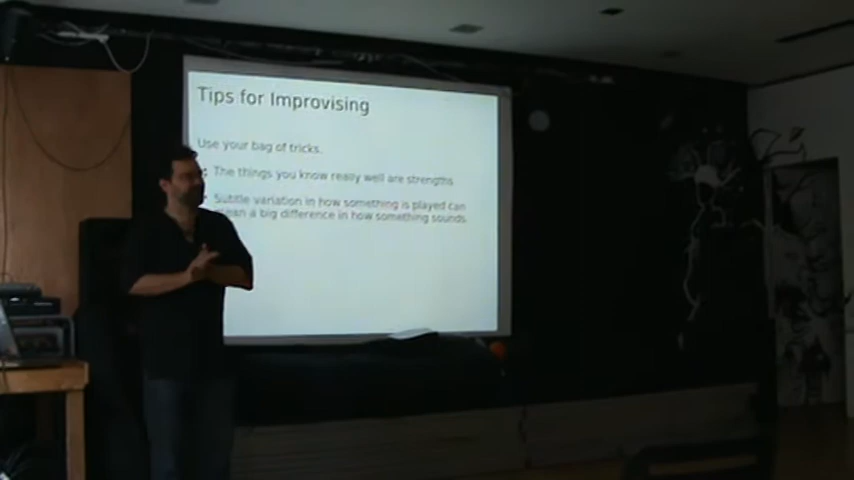 Tips for Improvising
Use your bag of tricks.
The things you know really well are strengths
Subtle variation in how something is played can
mean a big difference in how something sounds